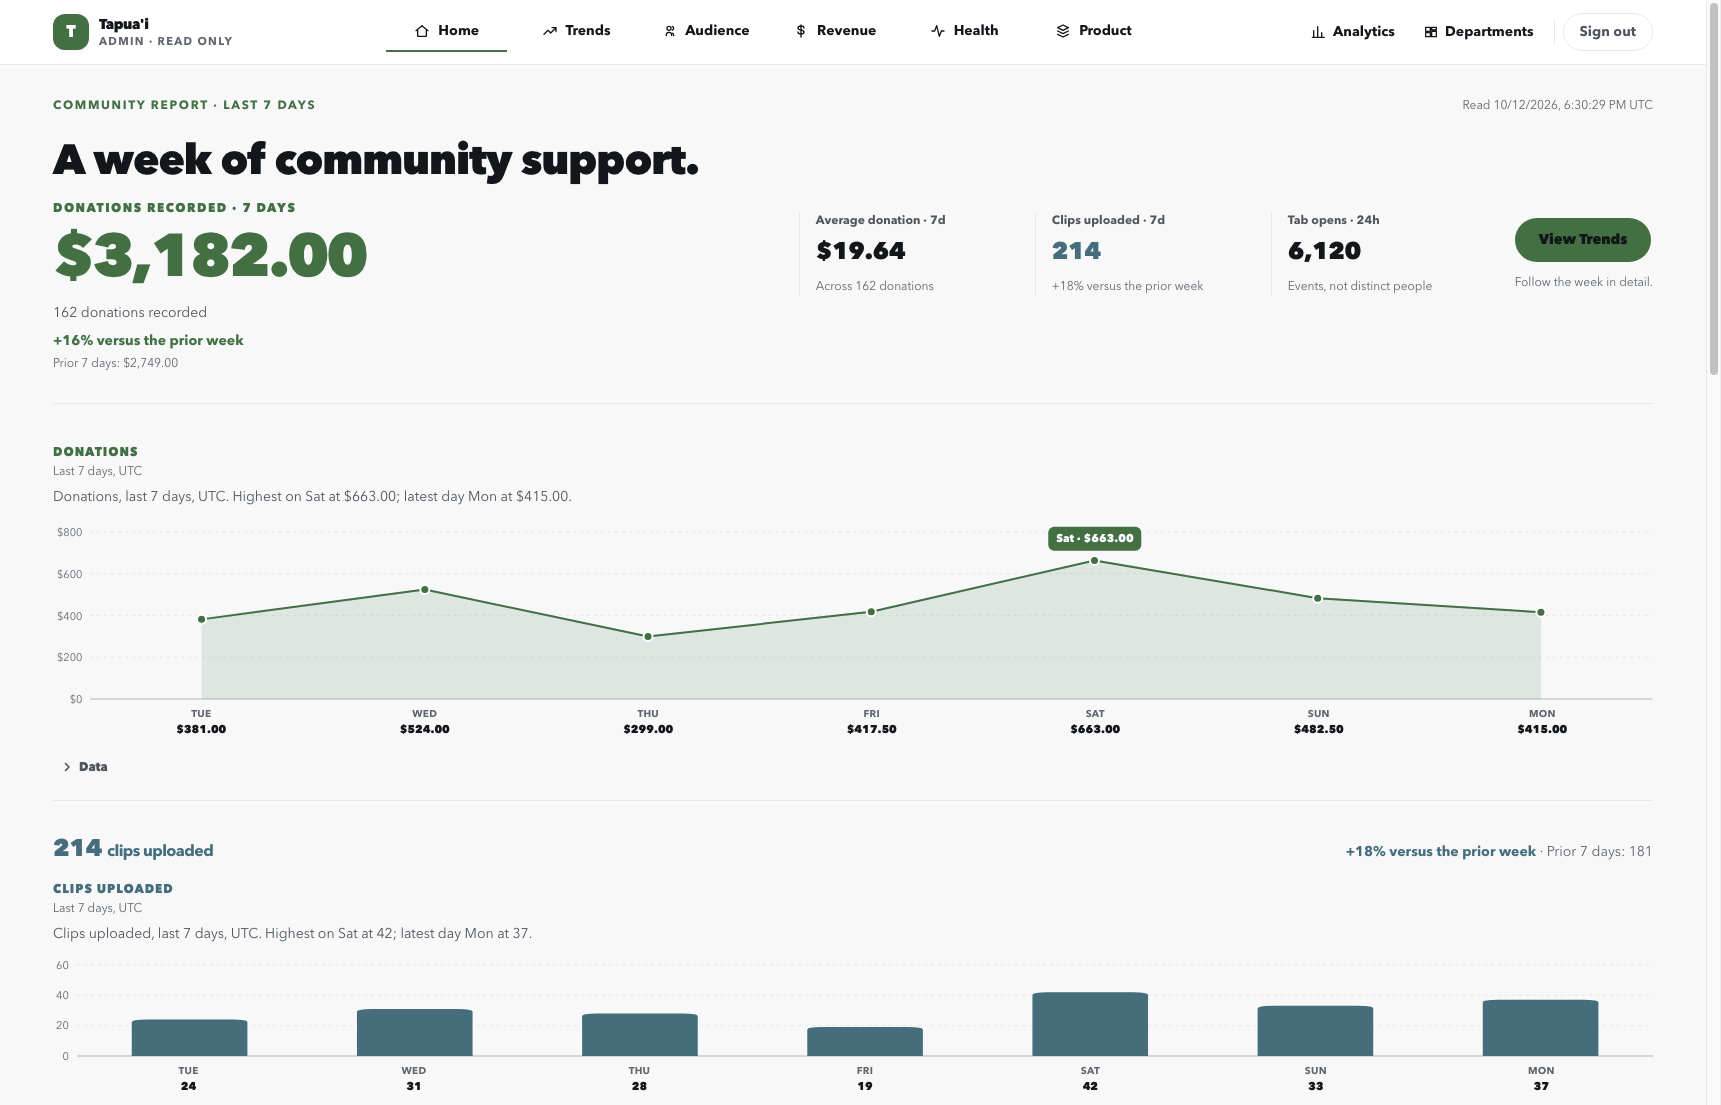 T
Tapua'i
ADMIN · READ ONLY
Home
Trends
Audience
Revenue
Health
Product
Analytics
Departments
Sign out
COMMUNITY REPORT · LAST 7 DAYS
Read 10/12/2026, 6:30:29 PM UTC
A week of community support.
DONATIONS RECORDED · 7 DAYS
$3,182.00
162 donations recorded
+16% versus the prior week
Prior 7 days: $2,749.00
Average donation · 7d
$19.64
Across 162 donations
Clips uploaded · 7d
214
+18% versus the prior week
Tab opens · 24h
6,120
Events, not distinct people
View Trends
Follow the week in detail.
DONATIONS
Last 7 days, UTC
Donations, last 7 days, UTC. Highest on Sat at $663.00; latest day Mon at $415.00.
$800
$600
$400
$200
$0
Sat · $663.00
TUE
$381.00
WED
$524.00
THU
$299.00
FRI
$417.50
SAT
$663.00
SUN
$482.50
MON
$415.00
Data
214 clips uploaded
+18% versus the prior week · Prior 7 days: 181
CLIPS UPLOADED
Last 7 days, UTC
Clips uploaded, last 7 days, UTC. Highest on Sat at 42; latest day Mon at 37.
60
40
20
0
TUE
24
WED
31
THU
28
FRI
19
SAT
42
SUN
33
MON
37